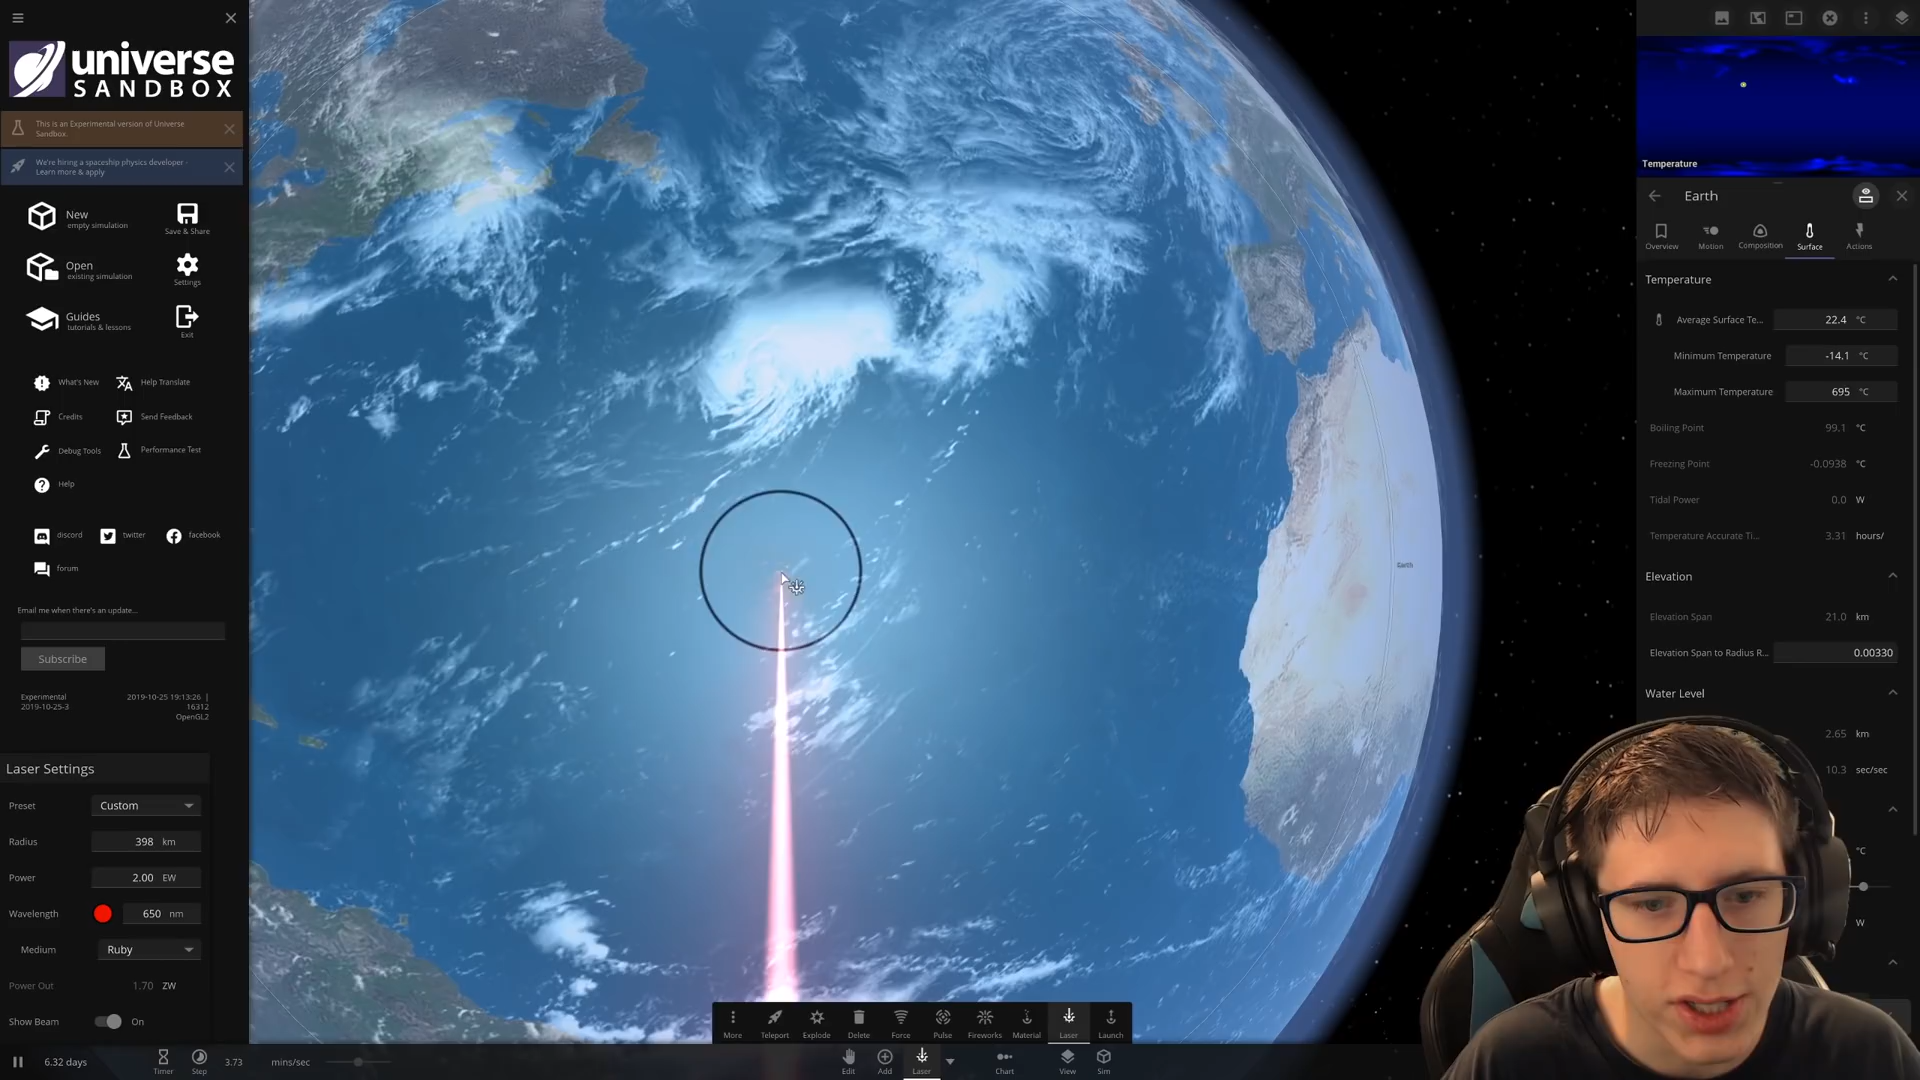 universe
SANDBOX
This is an Experimental version of Universe
Sandbox.
We're hiring a spaceship physics developer -
Learn more & apply
New
empty simulation
Save & Share
Open
existing simulation
Settings
Guides
tutorials & lessons
Exit
What's New
Help Translate
Credits
Send Feedback
Debug Tools
Performance Test
Help
discord
twitter
facebook
forum
Email me when there's an update...
Subscribe
Experimental
2019-10-25-3
2019-10-25 19:13:26 |
16312
OpenGL2
Laser Settings
Preset Custom
Radius 398 km
Power 2.00 EW
Wavelength 650 nm
Medium Ruby
Power Out 1.70 ZW
Show Beam On
6.32 days
Timer
Step
3.73 mins/sec
More
Teleport
Explode
Delete
Force
Pulse
Fireworks
Material
Laser
Launch
Edit
Add
Laser
Chart
View
Sim
Earth
Temperature
Earth
Overview
Motion
Composition
Surface
Actions
Temperature
Average Surface Te... 22.4 °C
Minimum Temperature -14.1 °C
Maximum Temperature 695 °C
Boiling Point 99.1 °C
Freezing Point -0.0938 °C
Tidal Power 0.0 W
Temperature Accurate Ti... 3.31 hours/
Elevation
Elevation Span 21.0 km
Elevation Span to Radius R... 0.00330
Water Level
2.65 km
10.3 sec/sec
°C
W